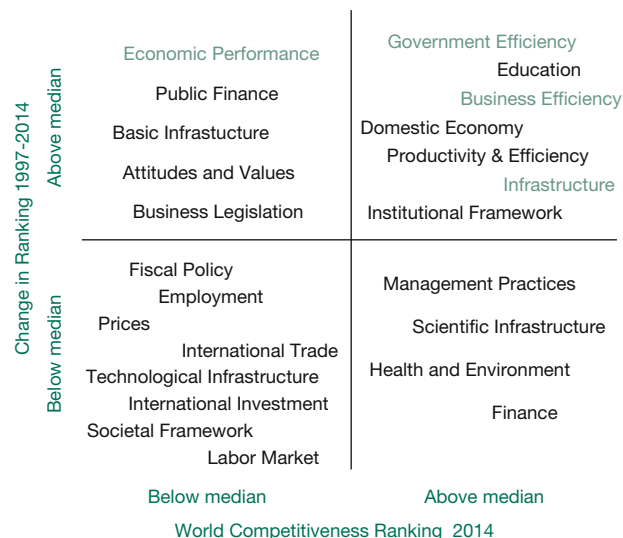 Economic Performance
Public Finance
Basic Infrastucture
Attitudes and Values
Business Legislation
Government Efficiency
Education
Business Efficiency
Domestic Economy
Productivity & Efficiency
Infrastructure
Institutional Framework
Fiscal Policy
Employment
Prices
International Trade
Technological Infrastructure
International Investment
Societal Framework
Labor Market
Management Practices
Scientific Infrastructure
Health and Environment
Finance
Change in Ranking 1997-2014
Above median
Below median
Below median
Above median
World Competitiveness Ranking 2014